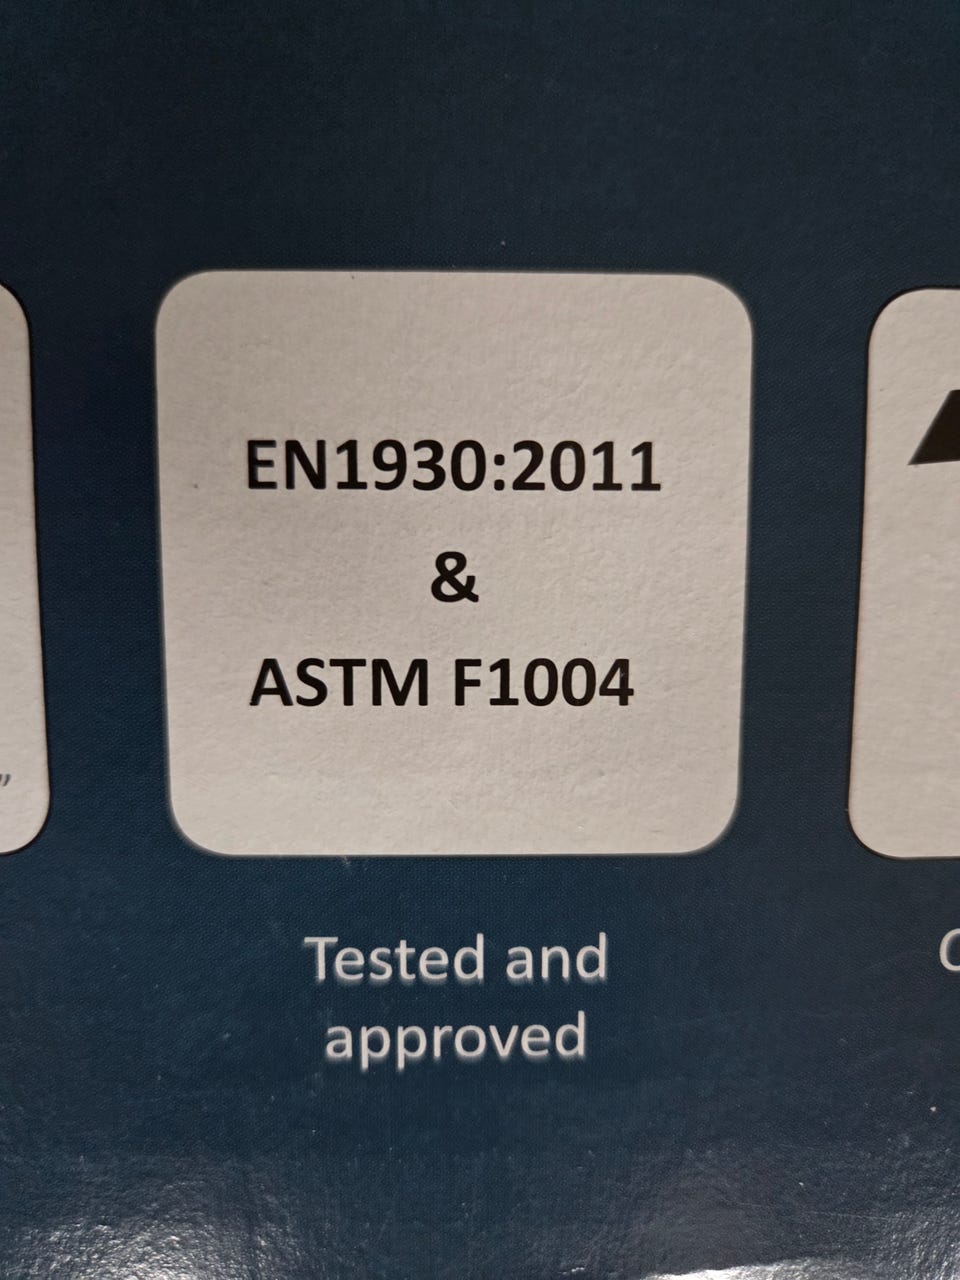 EN1930:2011
&
ASTM F1004
Tested and
approved